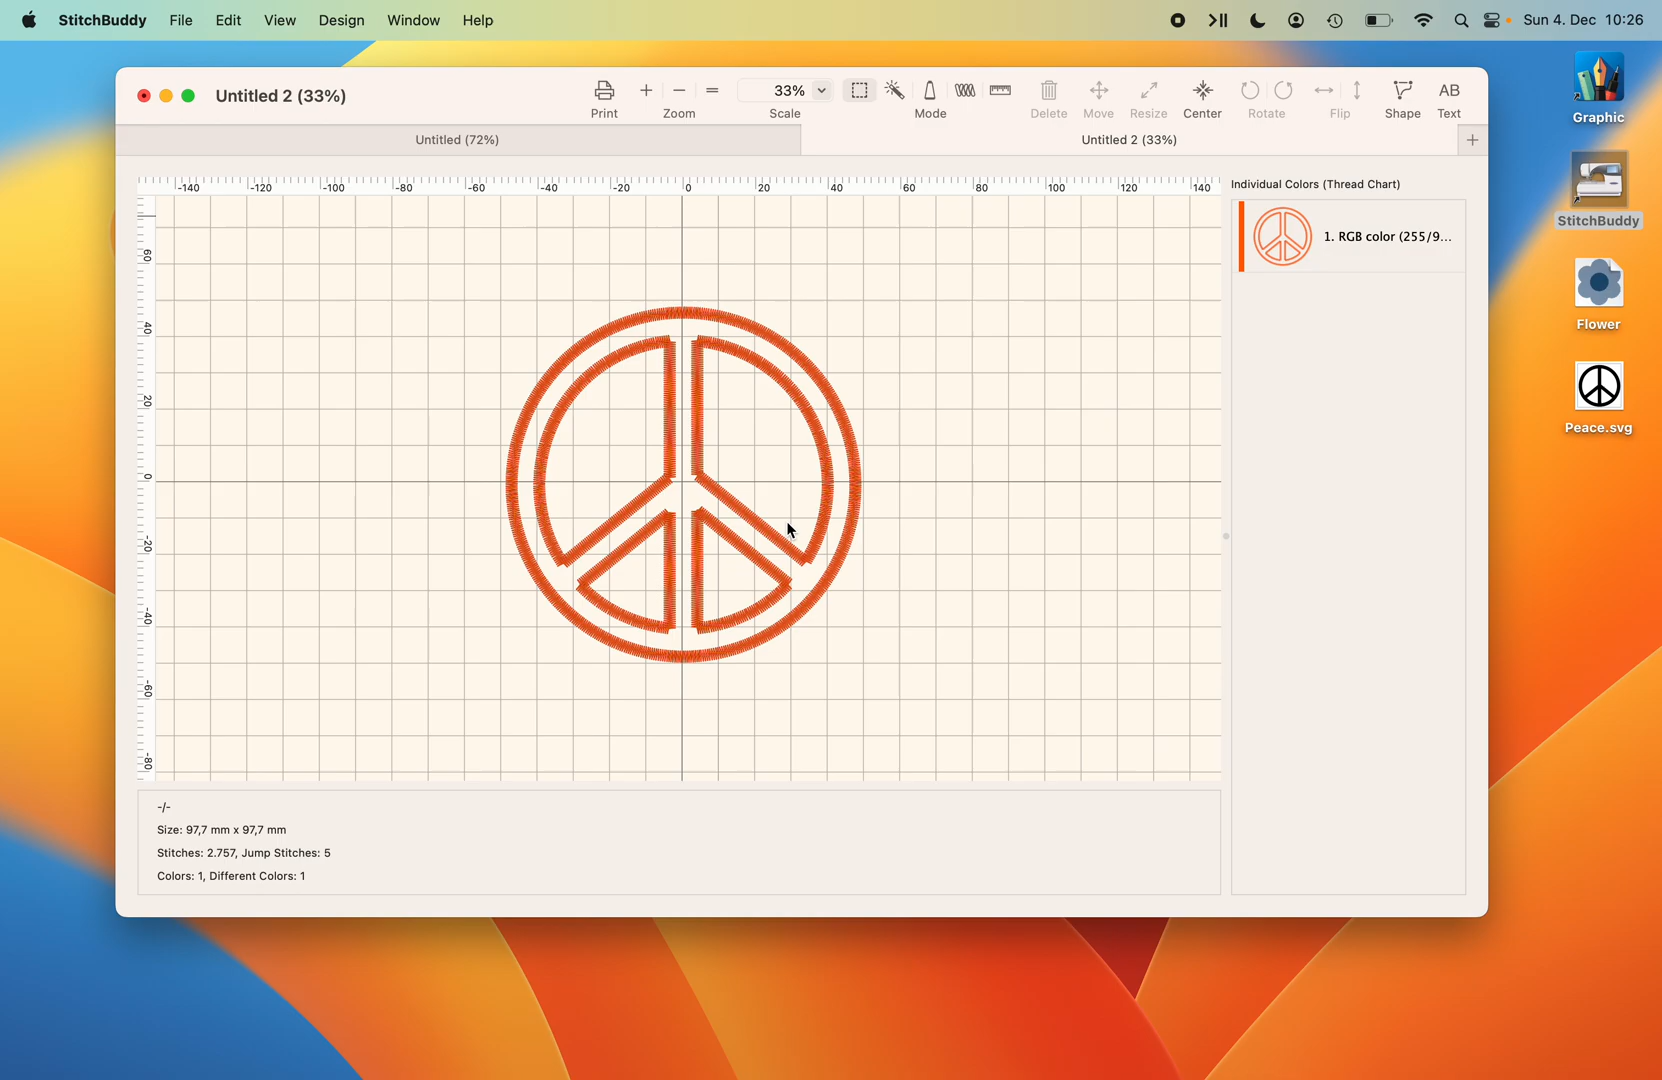 StitchBuddy File Edit View Design Window Help Sun 4. Dec 10:26
Untitled 2 (33%)
33%
Print Zoom Scale Mode Delete Move Resize Center Rotate Flip Shape Text
AB
Untitled (72%) Untitled 2 (33%)
-140 -120 -100 -80 -60 -40 -20 0 20 40 60 80 100 120 140
60
40
20
0
-20
-40
-60
-80
Individual Colors (Thread Chart)
1. RGB color (255/9...
-/-
Size: 97,7 mm x 97,7 mm
Stitches: 2.757, Jump Stitches: 5
Colors: 1, Different Colors: 1
Graphic
StitchBuddy
Flower
Peace.svg